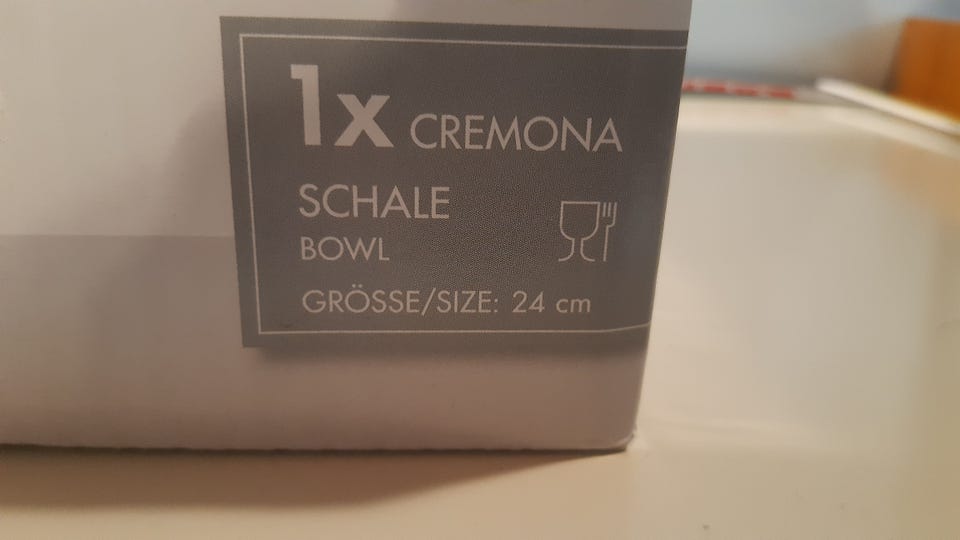 1x CREMONA
SCHALE
BOWL
GRÖSSE/SIZE: 24 cm